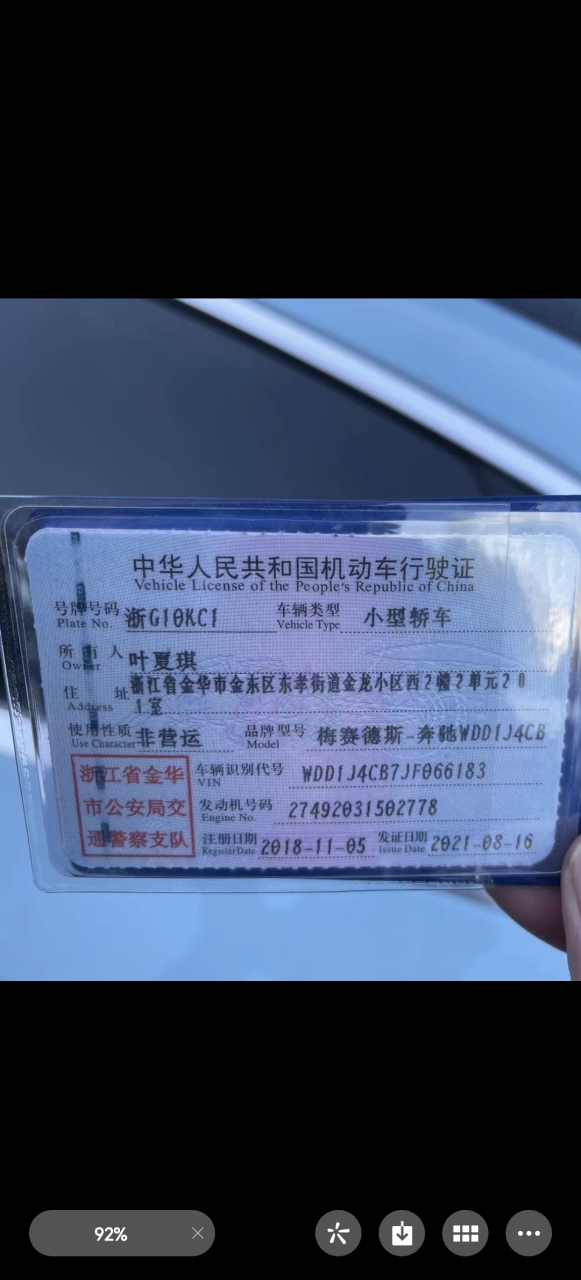 中华人民共和国机动车行驶证
Vehicle License of the People's Republic of China
号牌号码 浙G10KC1 车辆类型 小型轿车
Plate No. Vehicle Type
所有人 叶夏琪
Owner
住址 浙江省金华市金东区东孝街道金龙小区西2幢2单元20
Address 1室
使用性质 非营运 品牌型号 梅赛德斯-奔驰WDD1J4CB
Use Character Model
浙江省金华 车辆识别代号 WDD1J4CB7JF066183
VIN
市公安局交 发动机号码 27492031502778
Engine No.
通警察支队 注册日期 2018-11-05 发证日期 2021-08-16
Register Date Issue Date
92%